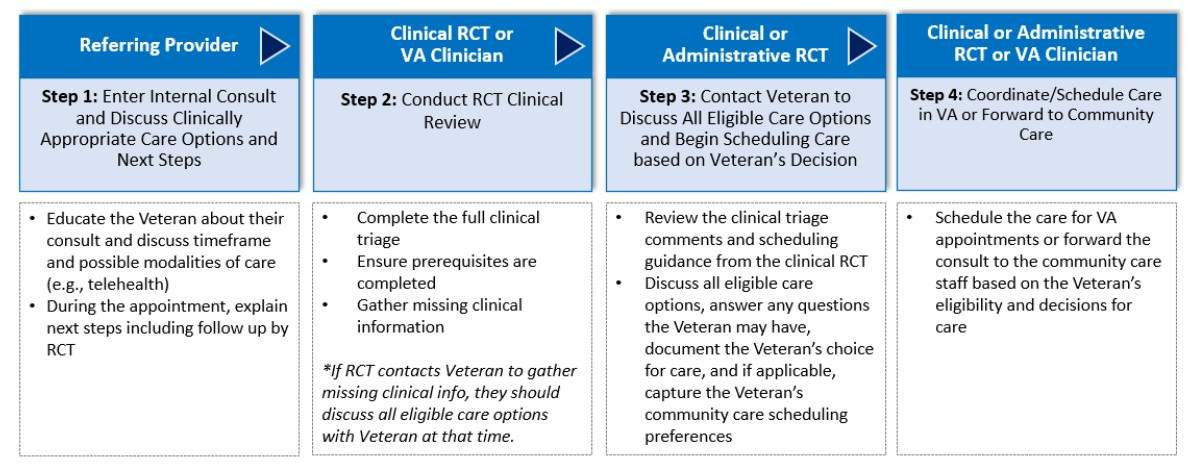 Referring Provider
Step 1: Enter Internal Consult
and Discuss Clinically
Appropriate Care Options and
Next Steps
• Educate the Veteran about their
consult and discuss timeframe
and possible modalities of care
(e.g., telehealth)
• During the appointment, explain
next steps including follow up by
RCT
Clinical RCT or
VA Clinician
Step 2: Conduct RCT Clinical
Review
• Complete the full clinical
triage
• Ensure prerequisites are
completed
• Gather missing clinical
information
*If RCT contacts Veteran to gather
missing clinical info, they should
discuss all eligible care options
with Veteran at that time.
Clinical or
Administrative RCT
Step 3: Contact Veteran to
Discuss All Eligible Care Options
and Begin Scheduling Care
based on Veteran's Decision
• Review the clinical triage
comments and scheduling
guidance from the clinical RCT
• Discuss all eligible care
options, answer any questions
the Veteran may have,
document the Veteran's choice
for care, and if applicable,
capture the Veteran's
community care scheduling
preferences
Clinical or Administrative
RCT or VA Clinician
Step 4: Coordinate/Schedule Care
in VA or Forward to Community
Care
• Schedule the care for VA
appointments or forward the
consult to the community care
staff based on the Veteran's
eligibility and decisions for
care